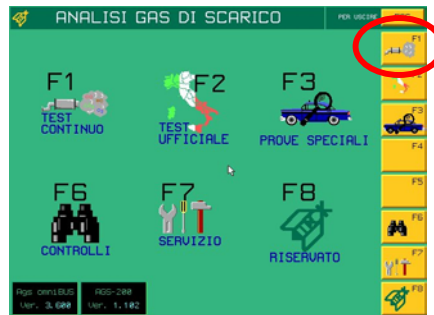 ANALISI GAS DI SCARICO
PER USCIRE
F1
F1
TEST
CONTINUO
F2
TEST
UFFICIALE
F3
PROVE SPECIALI
F3
F4
F5
F6
CONTROLLI
F7
SERVIZIO
F8
RISERVATO
F6
F7
F8
Ags omniBUS
Ver. 3.600
AGS-200
Ver. 1.102